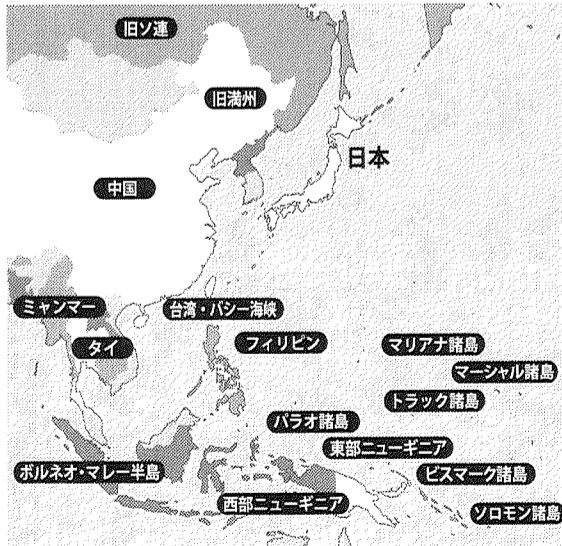 旧ソ連
旧満州
日本
中国
ミャンマー
台湾・バシー海峡
タイ
フィリピン
マリアナ諸島
マーシャル諸島
トラック諸島
パラオ諸島
東部ニューギニア
ボルネオ・マレー半島
ビスマーク諸島
西部ニューギニア
ソロモン諸島